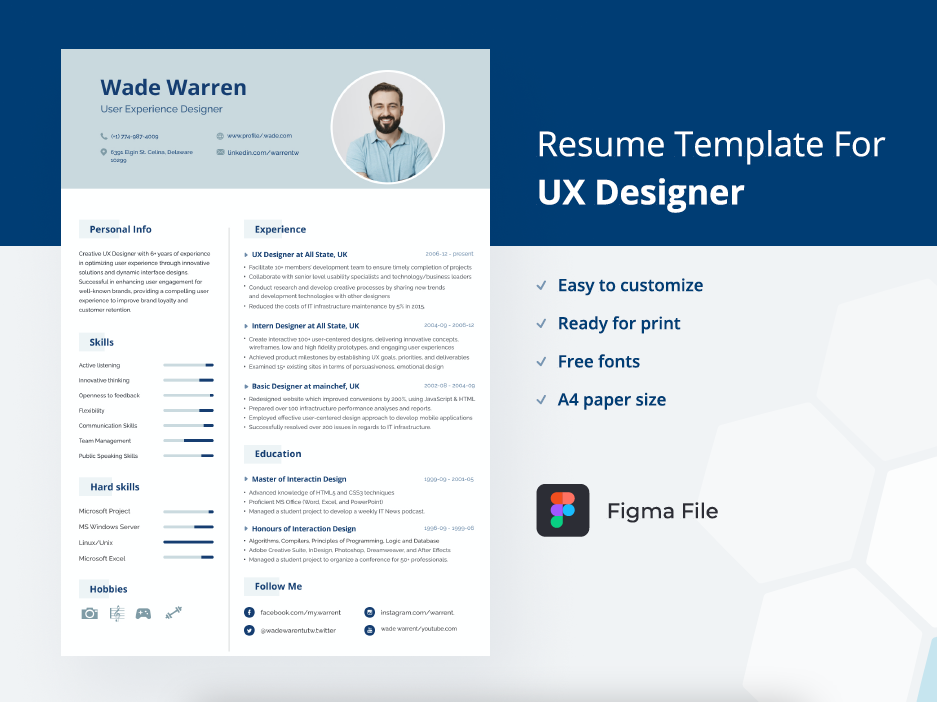 Wade Warren
User Experience Designer
(+1) 774-987-4009
www.profile/.wade.com
6391 Elgin St. Celina, Delaware
10299
linkedin.com/warrentw
Resume Template For
UX Designer
Easy to customize
Ready for print
Free fonts
A4 paper size
Figma File
Personal Info
Creative UX Designer with 6+ years of experience
in optimizing user experience through innovative
solutions and dynamic interface designs.
Successful in enhancing user engagement for
well-known brands, providing a compelling user
experience to improve brand loyalty and
customer retention.
Skills
Active listening
Innovative thinking
Openness to feedback
Flexibility
Communication Skills
Team Management
Public Speaking Skills
Hard skills
Microsoft Project
MS Windows Server
Linux/Unix
Microsoft Excel
Hobbies
Experience
UX Designer at All State, UK
2006-12 - present
• Facilitate 10+ members' development team to ensure timely completion of projects
• Collaborate with senior level usability specialists and technology/business leaders
• Conduct research and develop creative processes by sharing new trends
and development technologies with other designers
• Reduced the costs of IT infrastructure maintenance by 5% in 2015.
Intern Designer at All State, UK
2004-09 - 2006-12
• Create interactive 100+ user-centered designs, delivering innovative concepts,
wireframes, low and high fidelity prototypes, and engaging user experiences
• Achieved product milestones by establishing UX goals, priorities, and deliverables
• Examined 15+ existing sites in terms of persuasiveness, emotional design
Basic Designer at mainchef, UK
2002-08 - 2004-09
• Redesigned website which improved conversions by 200%, using JavaScript & HTML
• Prepared over 100 infrastructure performance analyses and reports.
• Employed effective user-centered design approach to develop mobile applications
• Successfully resolved over 200 issues in regards to IT Infrastructure.
Education
Master of Interactin Design
1999-09 - 2001-05
• Advanced knowledge of HTML5 and CSS3 techniques
• Proficient MS Office (Word, Excel, and PowerPoint)
• Managed a student project to develop a weekly IT News podcast.
Honours of Interaction Design
1996-09 - 1999-06
• Algorithms, Compilers, Principles of Programming, Logic and Database
• Adobe Creative Suite, InDesign, Photoshop, Dreamweaver, and After Effects
• Managed a student project to organize a conference for 50+ professionals.
Follow Me
facebook.com/my.warrent
instagram.com/warrent.
@wadewarentutw.twitter
wade warrent/youtube.com